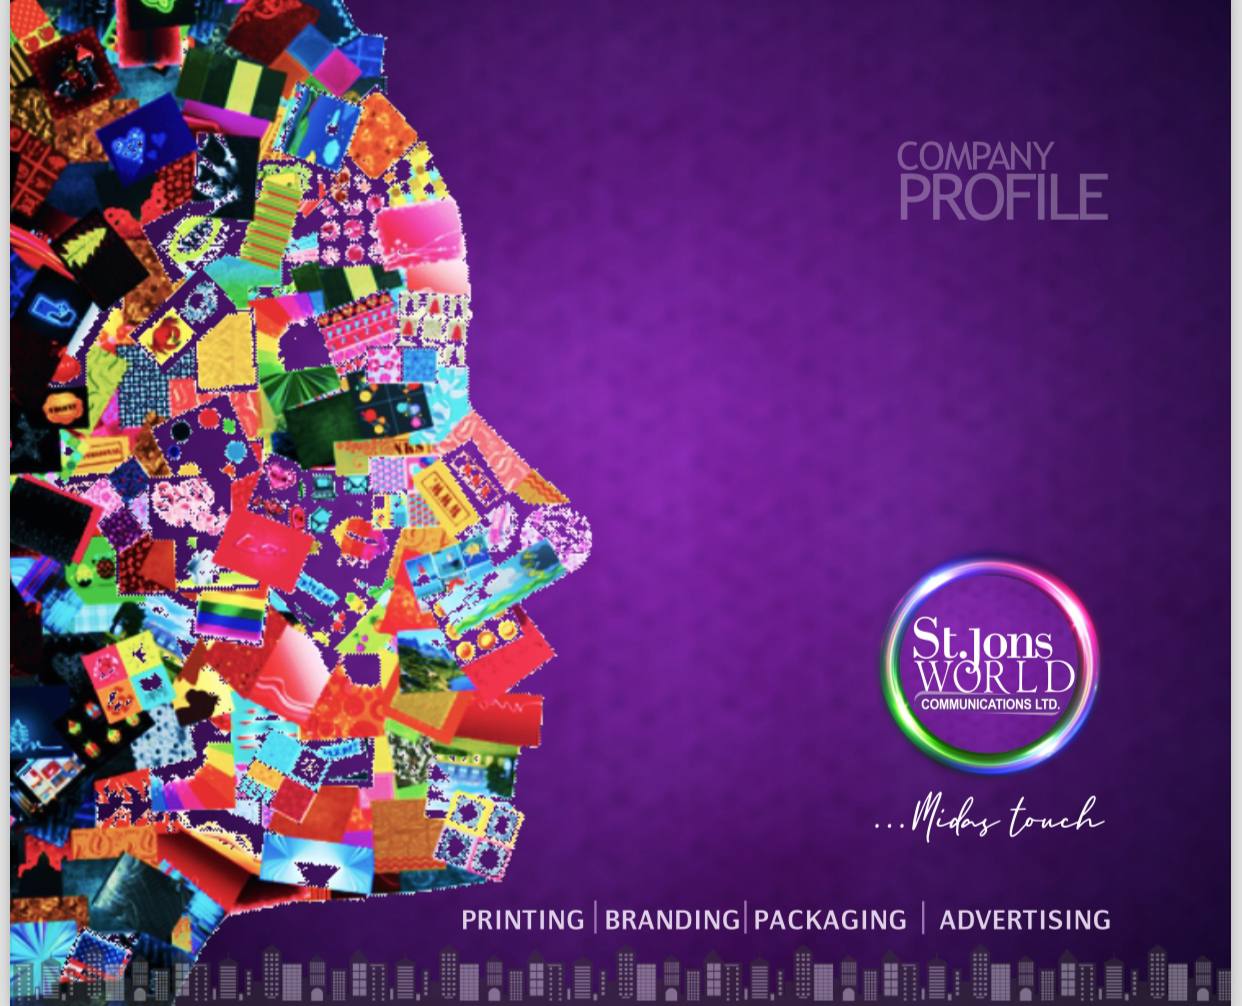 COMPANY
PROFILE
St.Jons
WORLD
COMMUNICATIONS LTD.
...Midas touch
PRINTING | BRANDING | PACKAGING | ADVERTISING